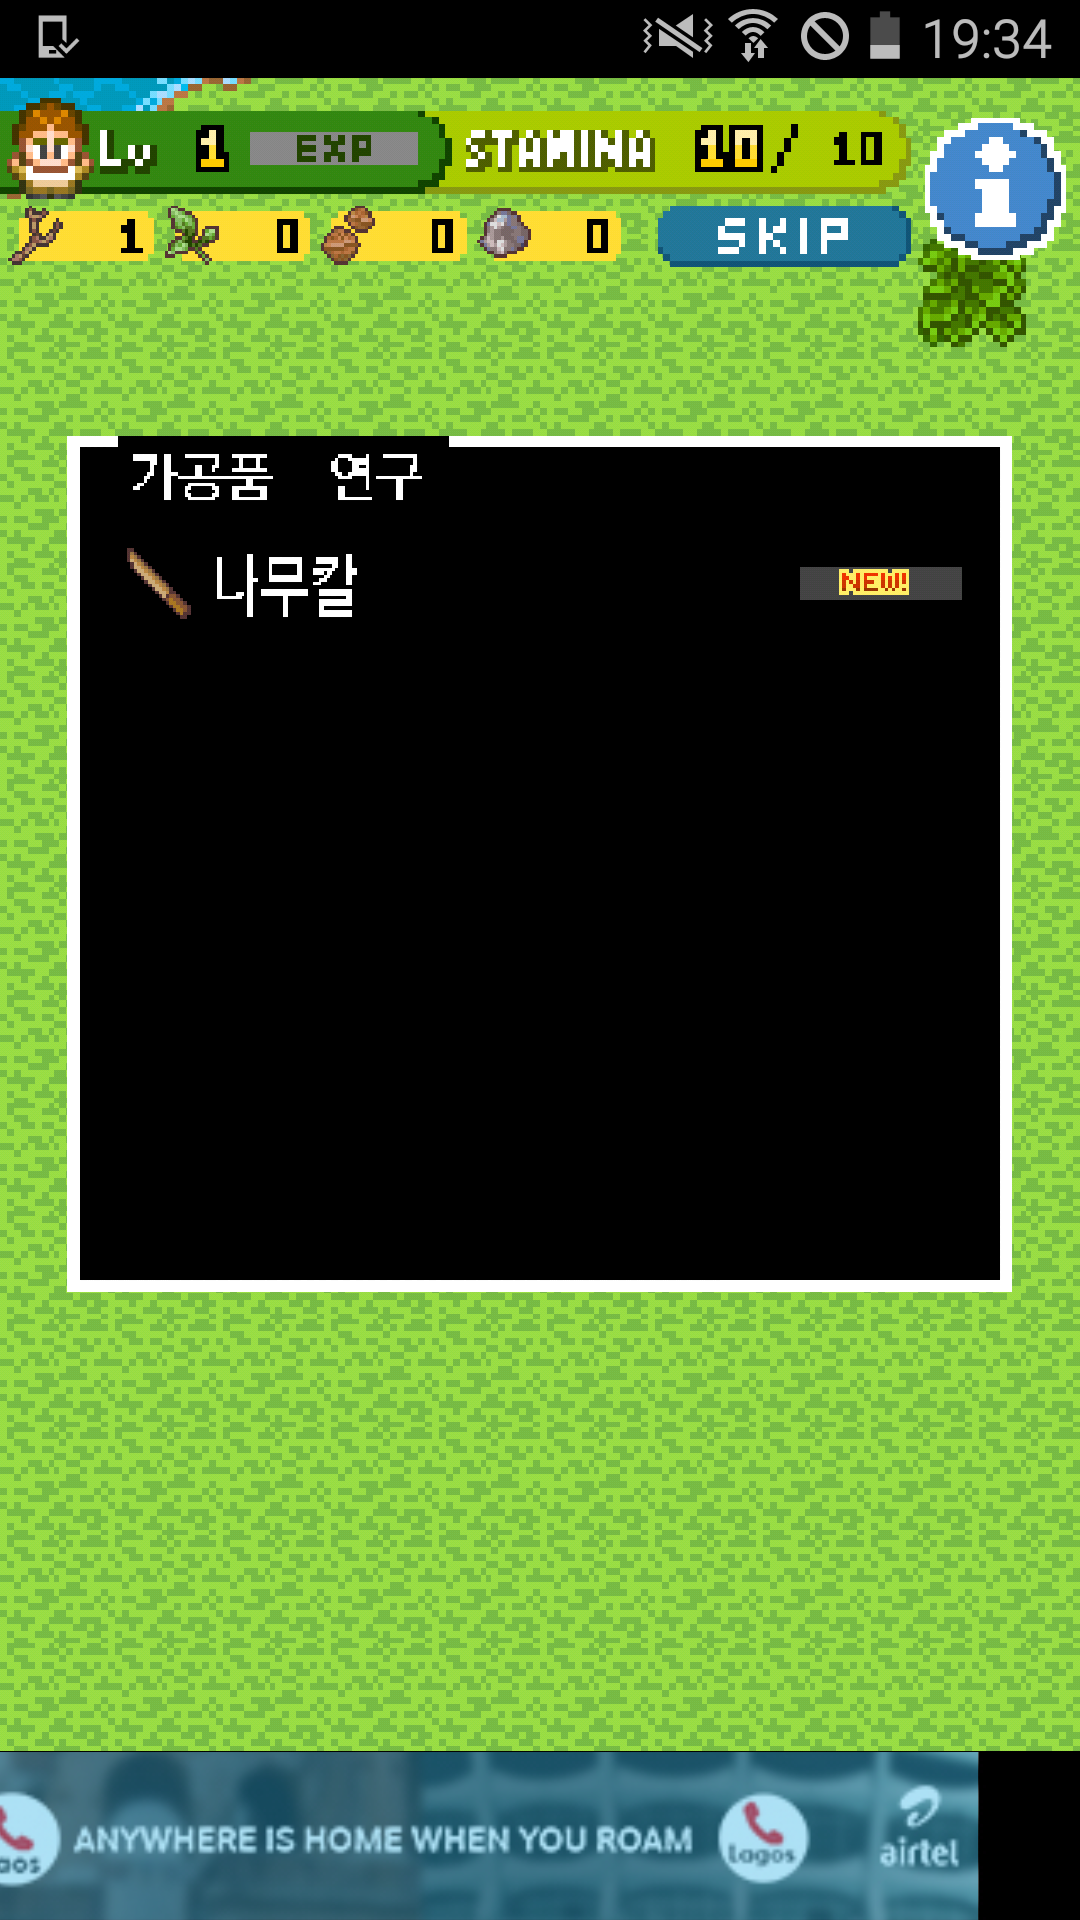 19:34
Lv 1 EXP STAMINA 10/ 10
1 0 0 0 SKIP
가공품 연구
나무칼 NEW!
ANYWHERE IS HOME WHEN YOU ROAM
Lagos
airtel